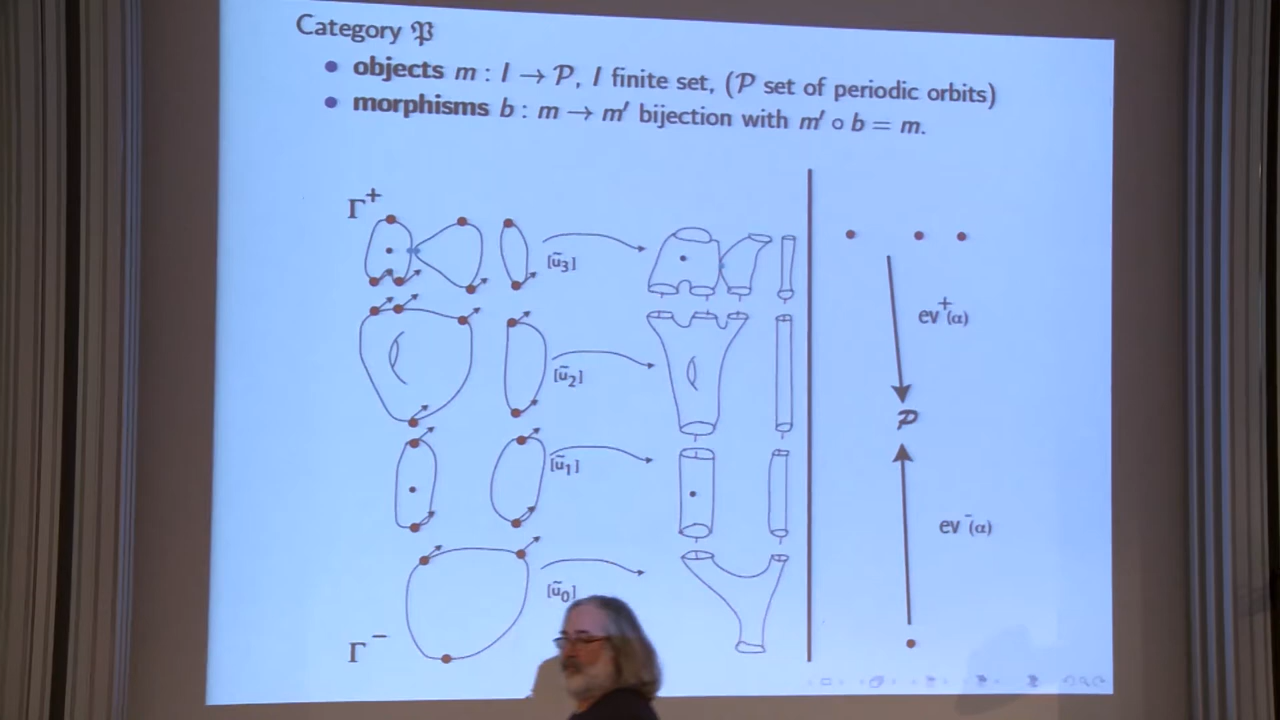 Category 𝔓
• objects m : I → P, I finite set, (P set of periodic orbits)
• morphisms b : m → m′ bijection with m′ ∘ b = m.
Γ⁺
[ũ₃]
ev⁺(α)
[ũ₂]
P
[ũ₁]
ev⁻(α)
[ũ₀]
Γ⁻